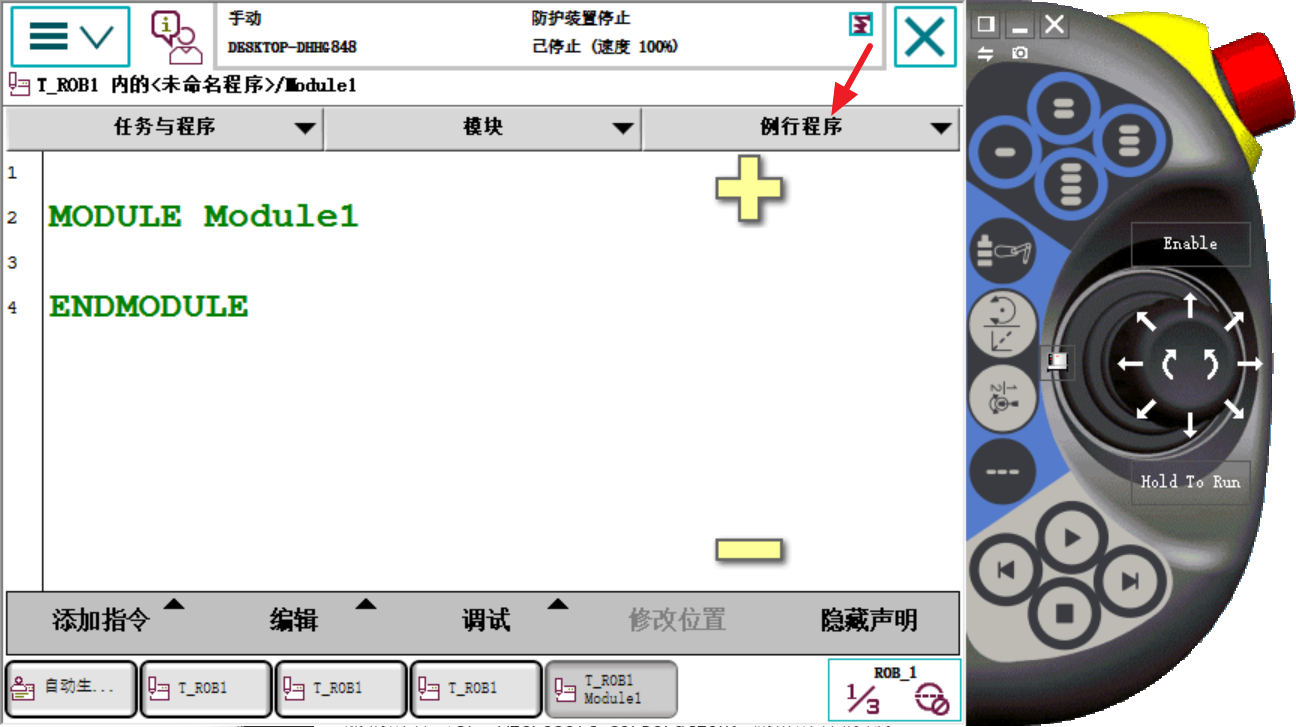 手动
防护装置停止
DESKTOP-DHHG848
已停止 (速度 100%)
T_ROB1 内的<未命名程序>/Module1
任务与程序
模块
例行程序
1
2 MODULE Module1
3
4 ENDMODULE
添加指令
编辑
调试
修改位置
隐藏声明
自动生...
T_ROB1
T_ROB1
T_ROB1
T_ROB1
Module1
ROB_1
1/3
Enable
Hold To Run